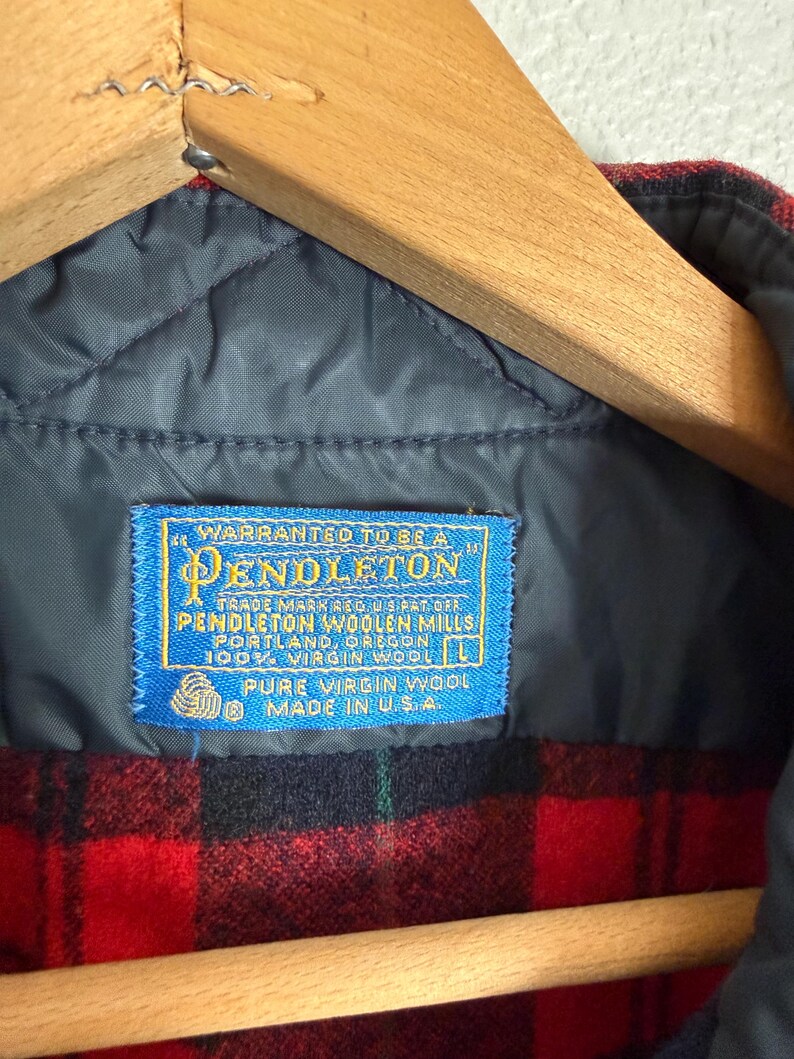 WARRANTED TO BE A
"PENDLETON"
TRADE MARK REG. U.S. PAT. OFF.
PENDLETON WOOLEN MILLS
PORTLAND, OREGON
100% VIRGIN WOOL L
® PURE VIRGIN WOOL
MADE IN U.S.A.